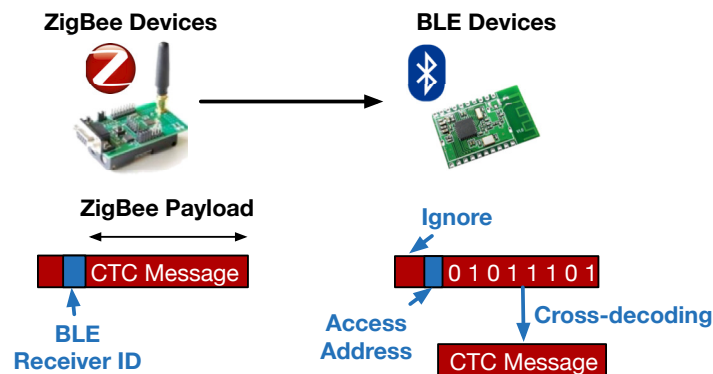 ZigBee Devices
BLE Devices
Z
ZigBee Payload
CTC Message
BLE
Receiver ID
Ignore
0 1 0 1 1 1 0 1
Access
Address
Cross-decoding
CTC Message